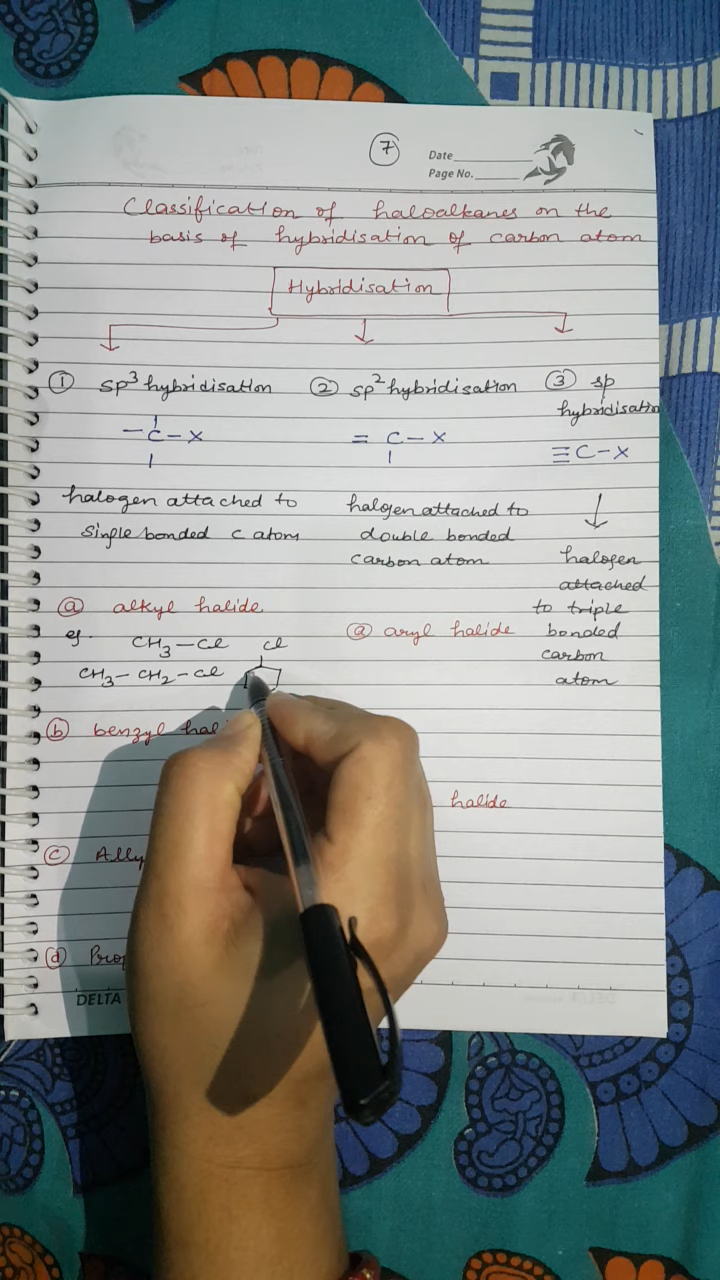 7
Date
Page No.
Classification of haloalkanes on the
basis of hybridisation of carbon atom
Hybridisation
① sp³ hybridisation
-C-X
halogen attached to
single bonded c atom
② sp² hybridisation
= C-X
halogen attached to
double bonded
carbon atom
③ sp
hybridisation
≡C-X
halogen
attached
to triple
bonded
carbon
atom
ⓐ alkyl halide
eg.
CH₃-Cl
Cl
CH₃-CH₂-Cl
ⓑ benzyl
ⓒ
ⓓ
ⓐ aryl halide
halide
DELTA